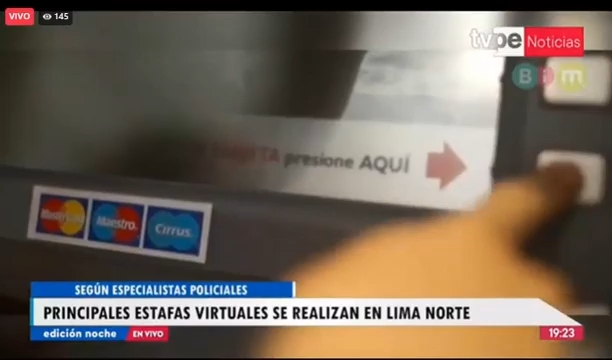 VIVO 145
tvpe Noticias
B P m
TARJETA presione AQUÍ
MasterCard Maestro. Cirrus.
SEGÚN ESPECIALISTAS POLICIALES
PRINCIPALES ESTAFAS VIRTUALES SE REALIZAN EN LIMA NORTE
edición noche EN VIVO 19:23